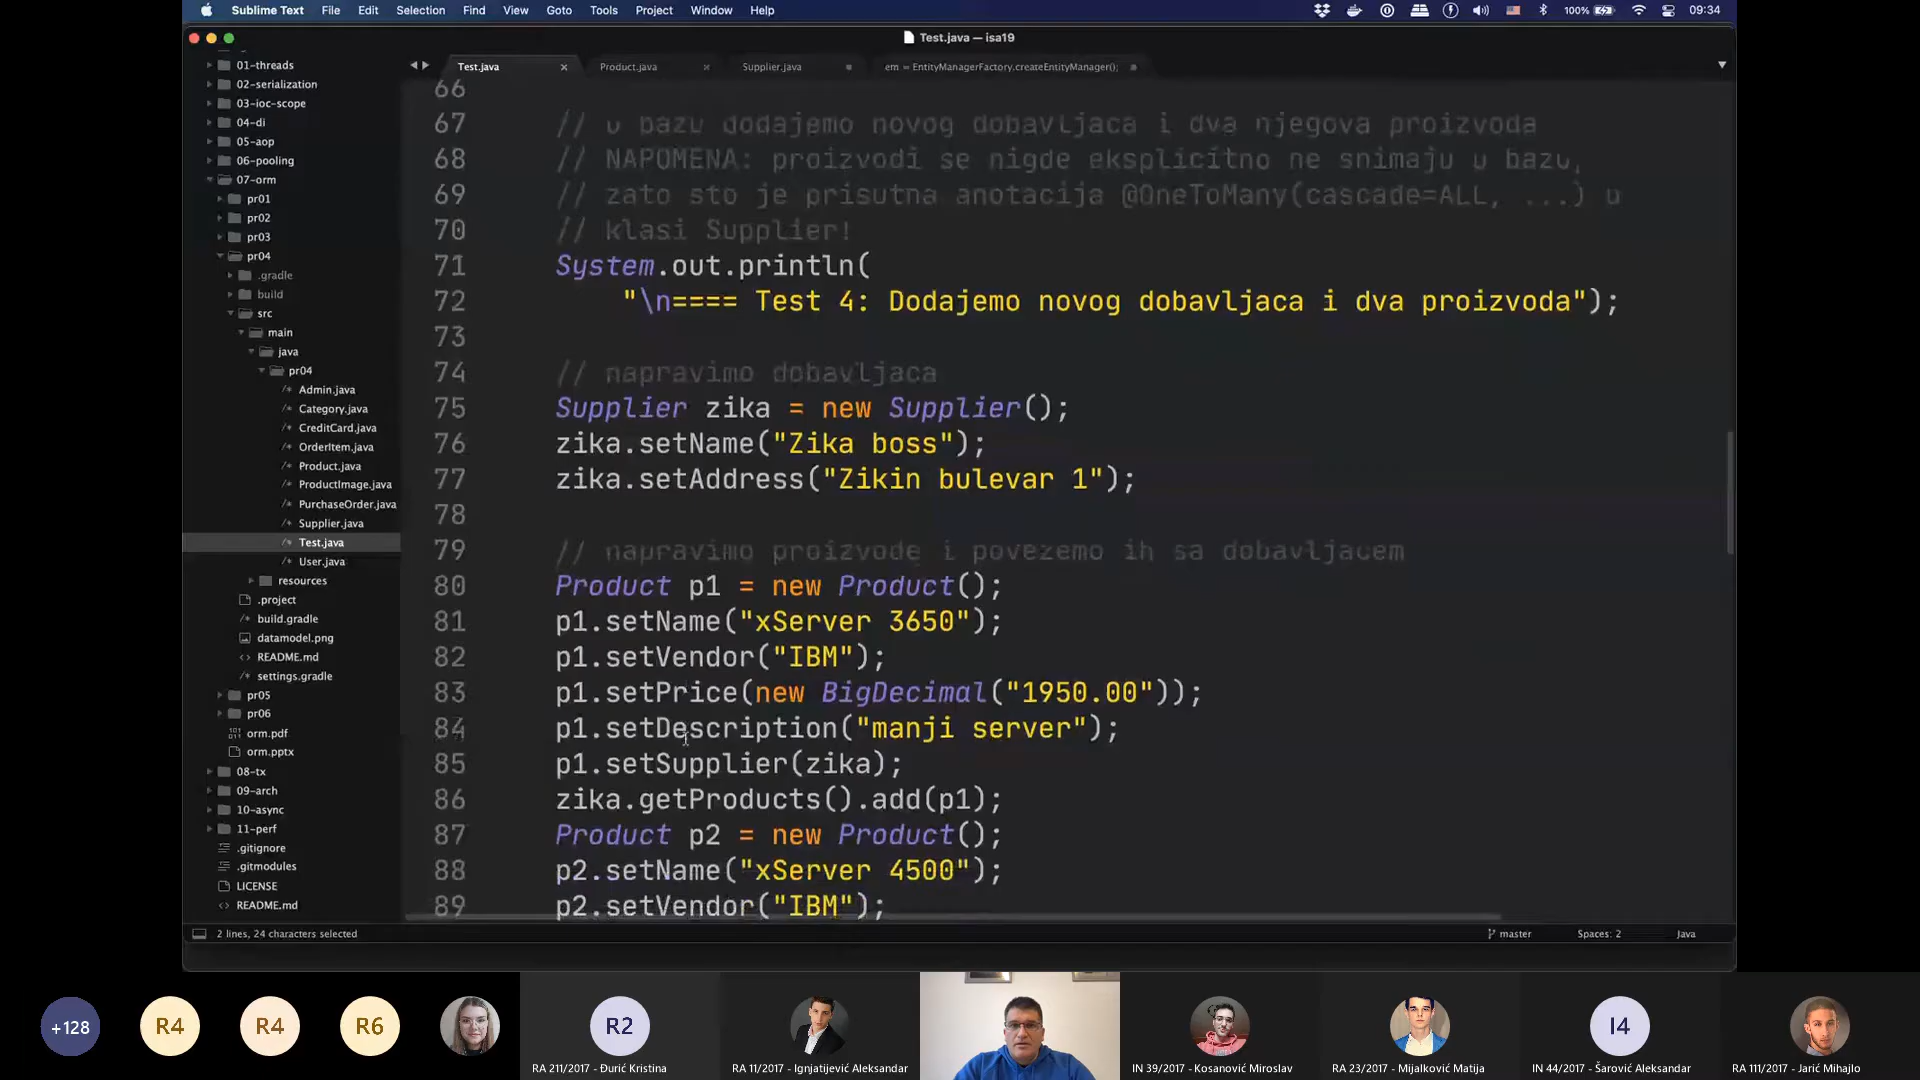 Sublime Text File Edit Selection Find View Goto Tools Project Window Help 100% 09:34
Test.java — isa19
Test.java Product.java Supplier.java em = EntityManagerFactory.createEntityManager();
01-threads
02-serialization
03-ioc-scope
04-di
05-aop
06-pooling
07-orm
pr01
pr02
pr03
pr04
.gradle
build
src
main
java
pr04
Admin.java
Category.java
CreditCard.java
OrderItem.java
Product.java
ProductImage.java
PurchaseOrder.java
Supplier.java
Test.java
User.java
resources
.project
build.gradle
datamodel.png
README.md
settings.gradle
pr05
pr06
orm.pdf
orm.pptx
08-tx
09-arch
10-async
11-perf
.gitignore
.gitmodules
LICENSE
README.md
66
67 // u bazu dodajemo novog dobavljaca i dva njegova proizvoda
68 // NAPOMENA: proizvodi se nigde eksplicitno ne snimaju u bazu,
69 // zato sto je prisutna anotacija @OneToMany(cascade=ALL, ...) u
70 // klasi Supplier!
71 System.out.println(
72 "\n==== Test 4: Dodajemo novog dobavljaca i dva proizvoda");
73
74 // napravimo dobavljaca
75 Supplier zika = new Supplier();
76 zika.setName("Zika boss");
77 zika.setAddress("Zikin bulevar 1");
78
79 // napravimo proizvode i povezemo ih sa dobavljacem
80 Product p1 = new Product();
81 p1.setName("xServer 3650");
82 p1.setVendor("IBM");
83 p1.setPrice(new BigDecimal("1950.00"));
84 p1.setDescription("manji server");
85 p1.setSupplier(zika);
86 zika.getProducts().add(p1);
87 Product p2 = new Product();
88 p2.setName("xServer 4500");
89 p2.setVendor("IBM");
2 lines, 24 characters selected master Spaces: 2 Java
+128 R4 R4 R6 R2 I4
RA 211/2017 - Đurić Kristina RA 11/2017 - Ignjatijević Aleksandar IN 39/2017 - Kosanović Miroslav RA 23/2017 - Mijalković Matija IN 44/2017 - Šarović Aleksandar RA 111/2017 - Jarić Mihajlo